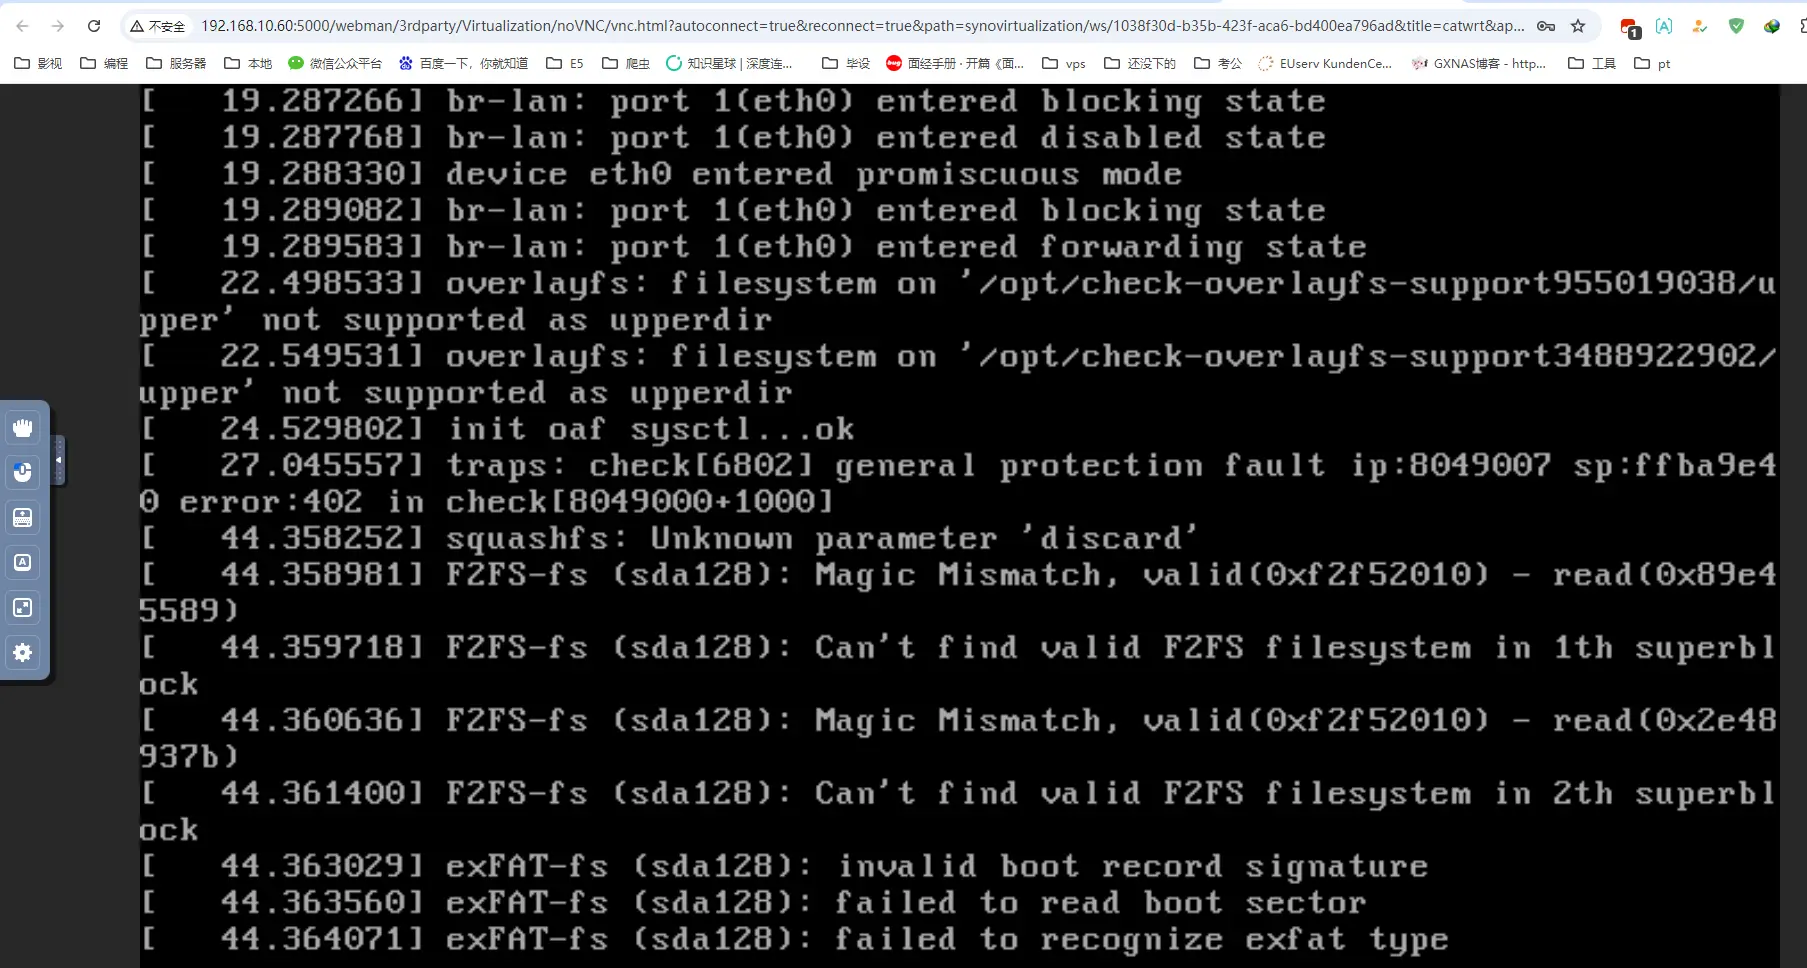 不安全 192.168.10.60:5000/webman/3rdparty/Virtualization/noVNC/vnc.html?autoconnect=true&reconnect=true&path=synovirtualization/ws/1038f30d-b35b-423f-aca6-bd400ea796ad&title=catwrt&ap... 1 [A]
影视 编程 服务器 本地 微信公众平台 百度一下，你就知道 E5 爬虫 知识星球 | 深度连... 毕设 面经手册 · 开篇《面... vps 还没下的 考公 EUserv KundenCe... GXNAS博客 - http... 工具 pt
[   19.287266] br-lan: port 1(eth0) entered blocking state
[   19.287768] br-lan: port 1(eth0) entered disabled state
[   19.288330] device eth0 entered promiscuous mode
[   19.289082] br-lan: port 1(eth0) entered blocking state
[   19.289583] br-lan: port 1(eth0) entered forwarding state
[   22.498533] overlayfs: filesystem on '/opt/check-overlayfs-support955019038/u
pper' not supported as upperdir
[   22.549531] overlayfs: filesystem on '/opt/check-overlayfs-support3488922902/
upper' not supported as upperdir
[   24.529802] init oaf sysctl...ok
[   27.045557] traps: check[6802] general protection fault ip:8049007 sp:ffba9e4
0 error:402 in check[8049000+1000]
[   44.358252] squashfs: Unknown parameter 'discard'
[   44.358981] F2FS-fs (sda128): Magic Mismatch, valid(0xf2f52010) - read(0x89e4
5589)
[   44.359718] F2FS-fs (sda128): Can't find valid F2FS filesystem in 1th superbl
ock
[   44.360636] F2FS-fs (sda128): Magic Mismatch, valid(0xf2f52010) - read(0x2e48
937b)
[   44.361400] F2FS-fs (sda128): Can't find valid F2FS filesystem in 2th superbl
ock
[   44.363029] exFAT-fs (sda128): invalid boot record signature
[   44.363560] exFAT-fs (sda128): failed to read boot sector
[   44.364071] exFAT-fs (sda128): failed to recognize exfat type